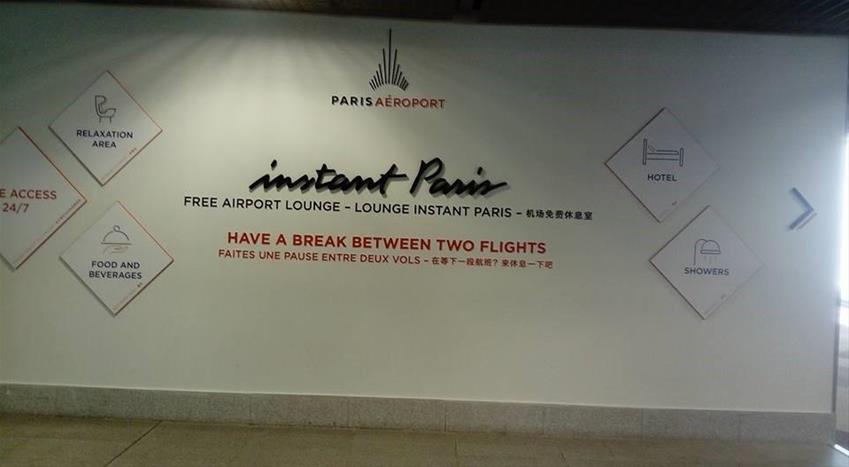 PARIS AÉROPORT
RELAXATION
AREA
E ACCESS
24/7
FOOD AND
BEVERAGES
instant Paris
FREE AIRPORT LOUNGE – LOUNGE INSTANT PARIS – 机场免费休息室
HAVE A BREAK BETWEEN TWO FLIGHTS
FAITES UNE PAUSE ENTRE DEUX VOLS – 在等下一段航班？来休息一下吧
HOTEL
SHOWERS